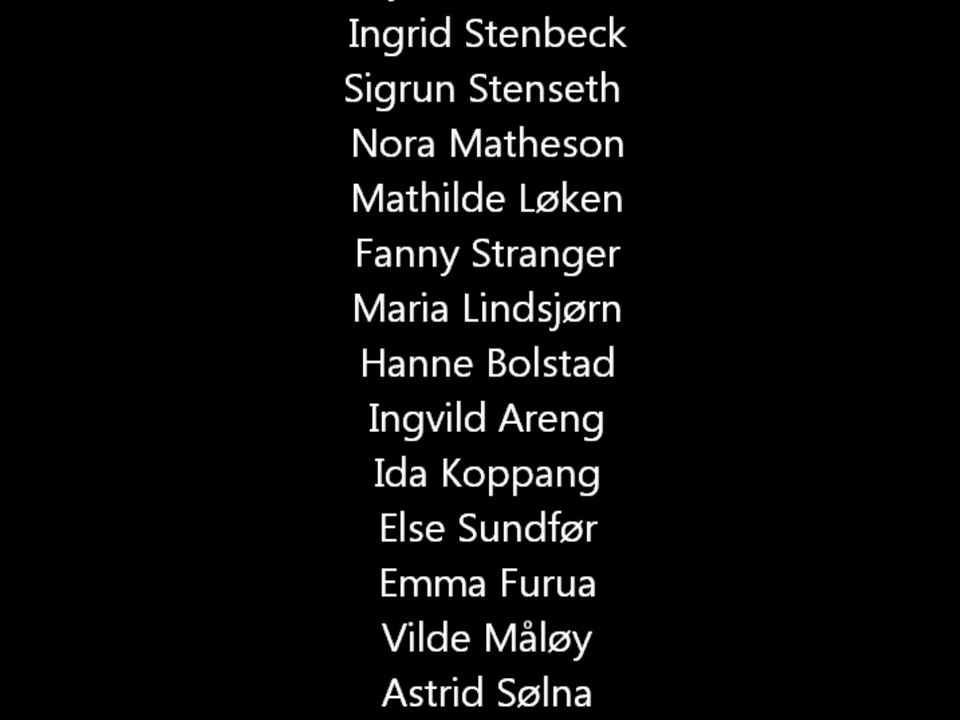 Ingrid Stenbeck
Sigrun Stenseth
Nora Matheson
Mathilde Løken
Fanny Stranger
Maria Lindsjørn
Hanne Bolstad
Ingvild Areng
Ida Koppang
Else Sundfør
Emma Furua
Vilde Måløy
Astrid Sølna